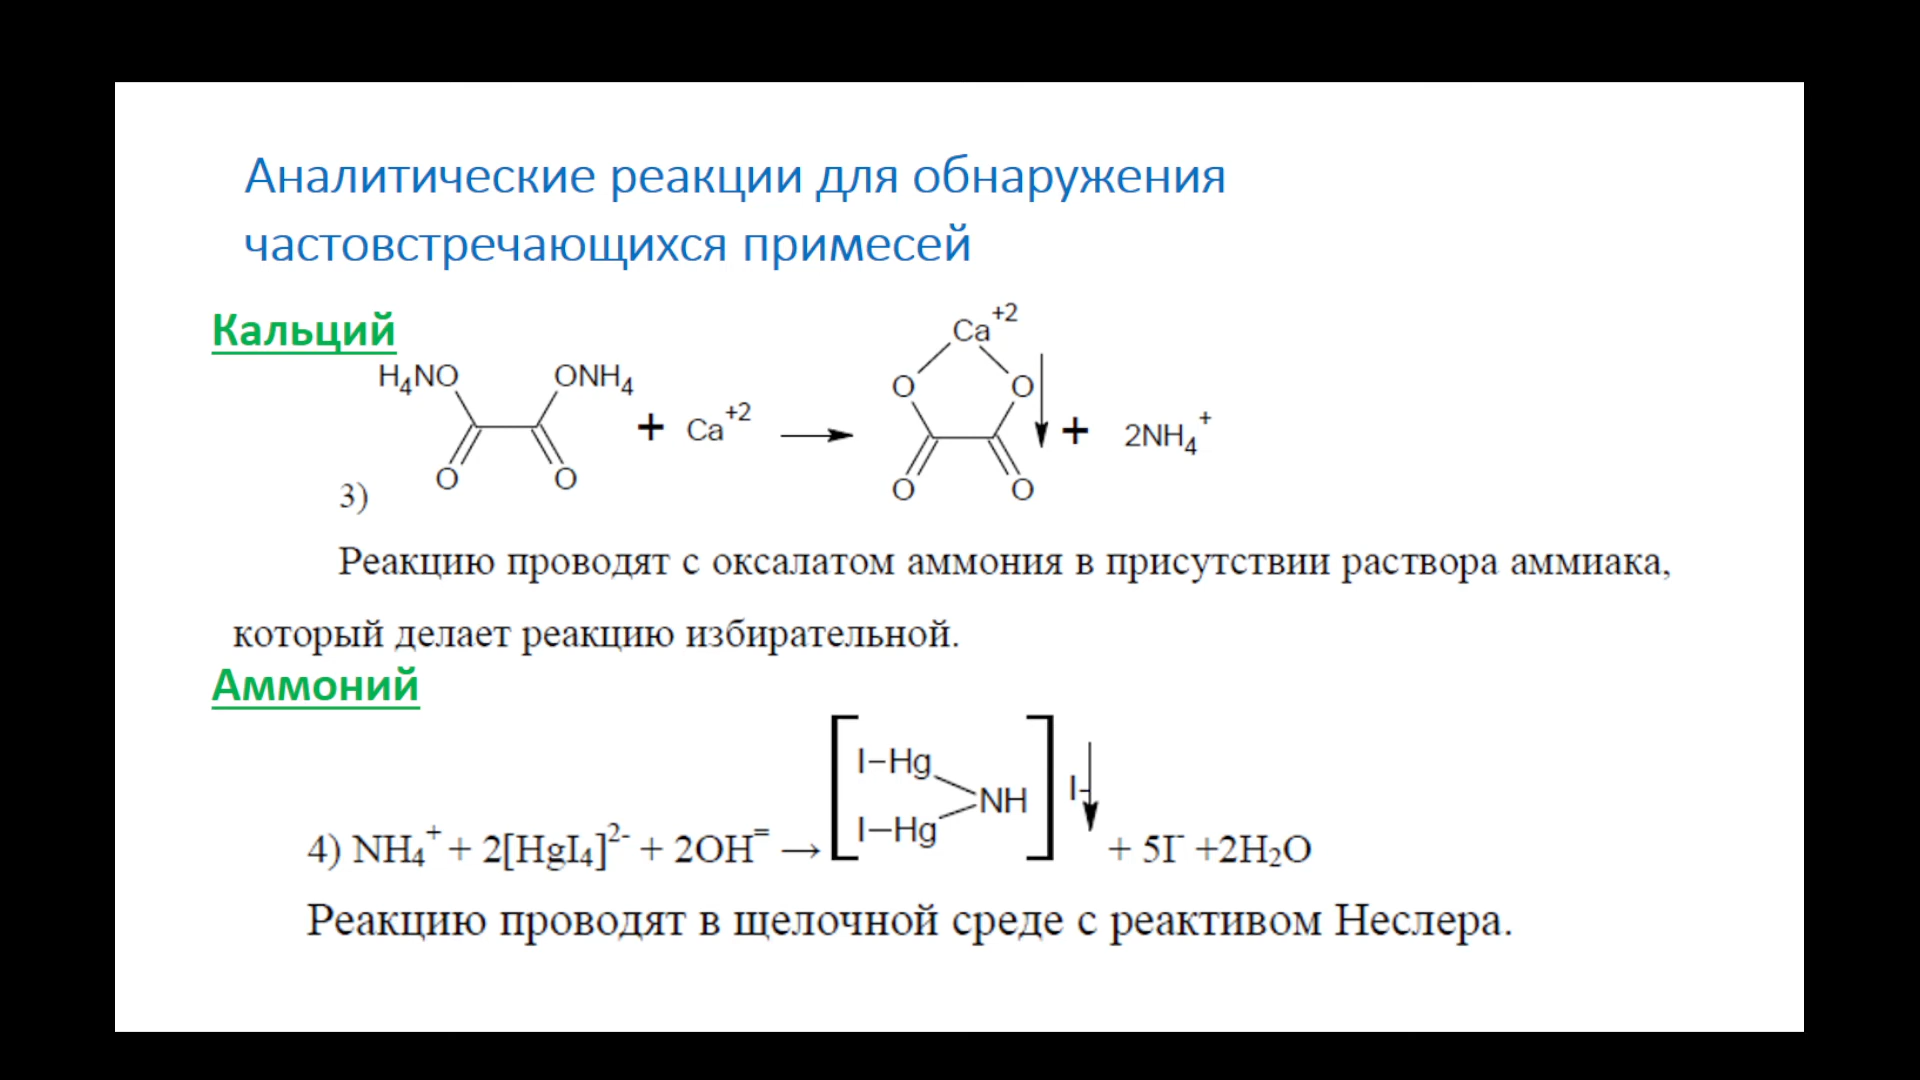 Аналитические реакции для обнаружения
частовстречающихся примесей
Кальций
H₄NO ONH₄ O O + Ca⁺² → Ca⁺² O O O O ↓ + 2NH₄⁺
3)
Реакцию проводят с оксалатом аммония в присутствии раствора аммиака,
который делает реакцию избирательной.
Аммоний
4) NH₄⁺ + 2[HgI₄]²⁻ + 2OH⁼ → [I–Hg I–Hg NH] I-↓ + 5I⁻ +2H₂O
Реакцию проводят в щелочной среде с реактивом Неслера.